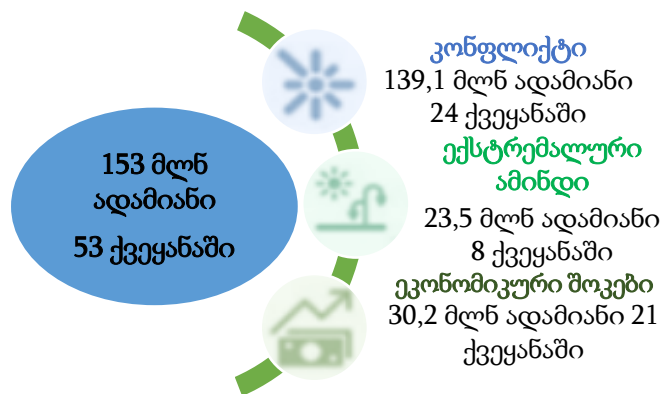 153 მლნ
ადამიანი
53 ქვეყანაში
კონფლიქტი
139,1 მლნ ადამიანი
24 ქვეყანაში
ექსტრემალური
ამინდი
23,5 მლნ ადამიანი
8 ქვეყანაში
ეკონომიკური შოკები
30,2 მლნ ადამიანი 21
ქვეყანაში